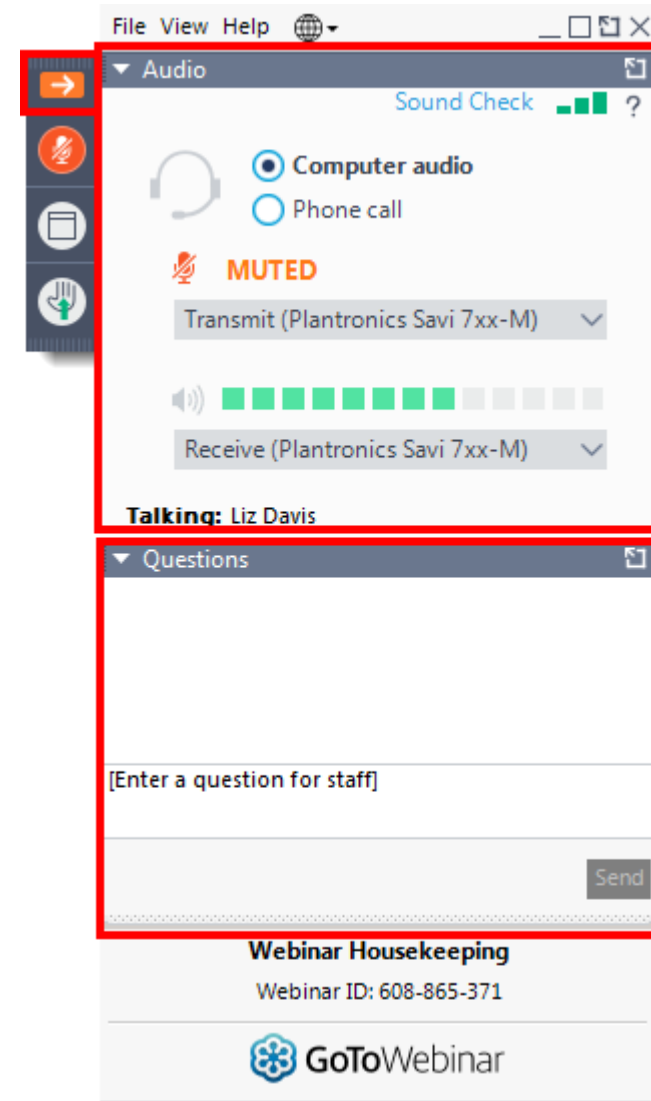 File View Help
Audio
Sound Check ?
Computer audio
Phone call
MUTED
Transmit (Plantronics Savi 7xx-M)
Receive (Plantronics Savi 7xx-M)
Talking: Liz Davis
Questions
[Enter a question for staff]
Send
Webinar Housekeeping
Webinar ID: 608-865-371
GoToWebinar